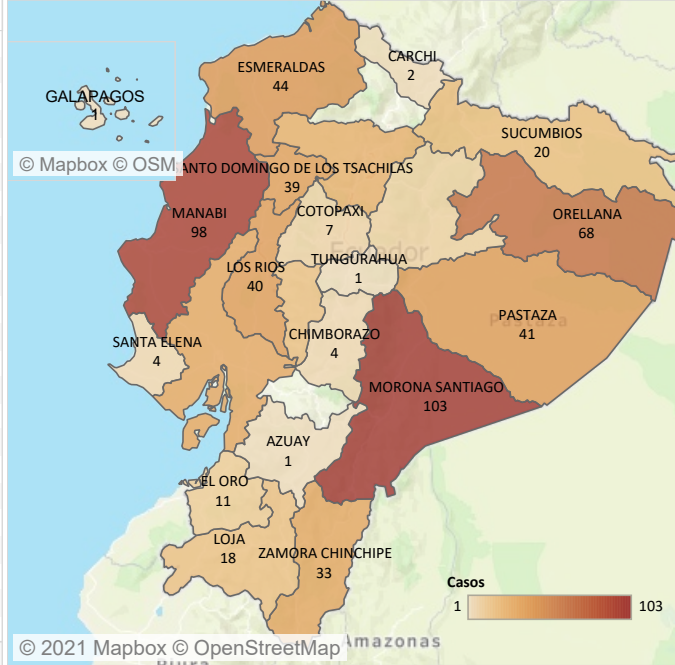 CARCHI
2
ESMERALDAS
44
GALAPAGOS
1
SUCUMBIOS
20
© Mapbox © OSM
ANTO DOMINGO DE LOS TSACHILAS
39
COTOPAXI
7
MANABI
98
ORELLANA
68
Ecuador
TUNGURAHUA
1
LOS RIOS
40
PASTAZA
41
Pastaza
SANTA ELENA
4
CHIMBORAZO
4
MORONA SANTIAGO
103
AZUAY
1
EL ORO
11
LOJA
18
ZAMORA CHINCHIPE
33
Casos
1
103
© 2021 Mapbox © OpenStreetMap
Amazonas